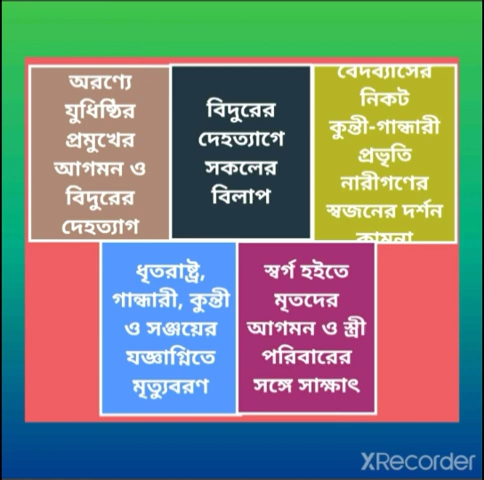 অরণ্যে
যুধিষ্ঠির
প্রমুখের
আগমন ও
বিদুরের
দেহত্যাগ
বিদুরের
দেহত্যাগে
সকলের
বিলাপ
বেদব্যাসের
নিকট
কুন্তী-গান্ধারী
প্রভৃতি
নারীগণের
স্বজনের দর্শন
কামনা
ধৃতরাষ্ট্র,
গান্ধারী, কুন্তী
ও সঞ্জয়ের
যজ্ঞাগ্নিতে
মৃত্যুবরণ
স্বর্গ হইতে
মৃতদের
আগমন ও স্ত্রী
পরিবারের
সঙ্গে সাক্ষাৎ
XRecorder